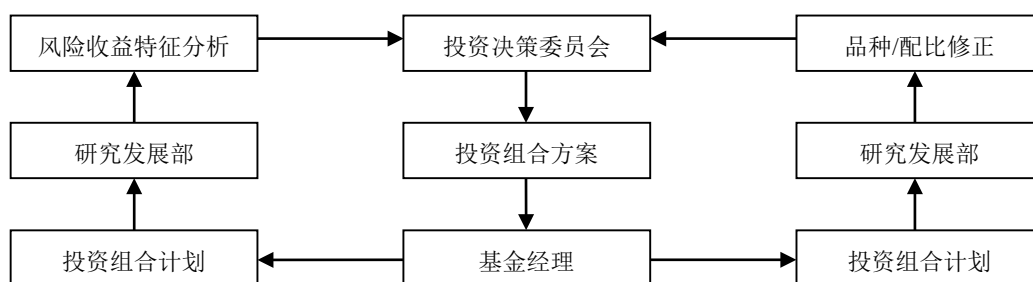 风险收益特征分析
投资决策委员会
品种/配比修正
研究发展部
投资组合方案
研究发展部
投资组合计划
基金经理
投资组合计划